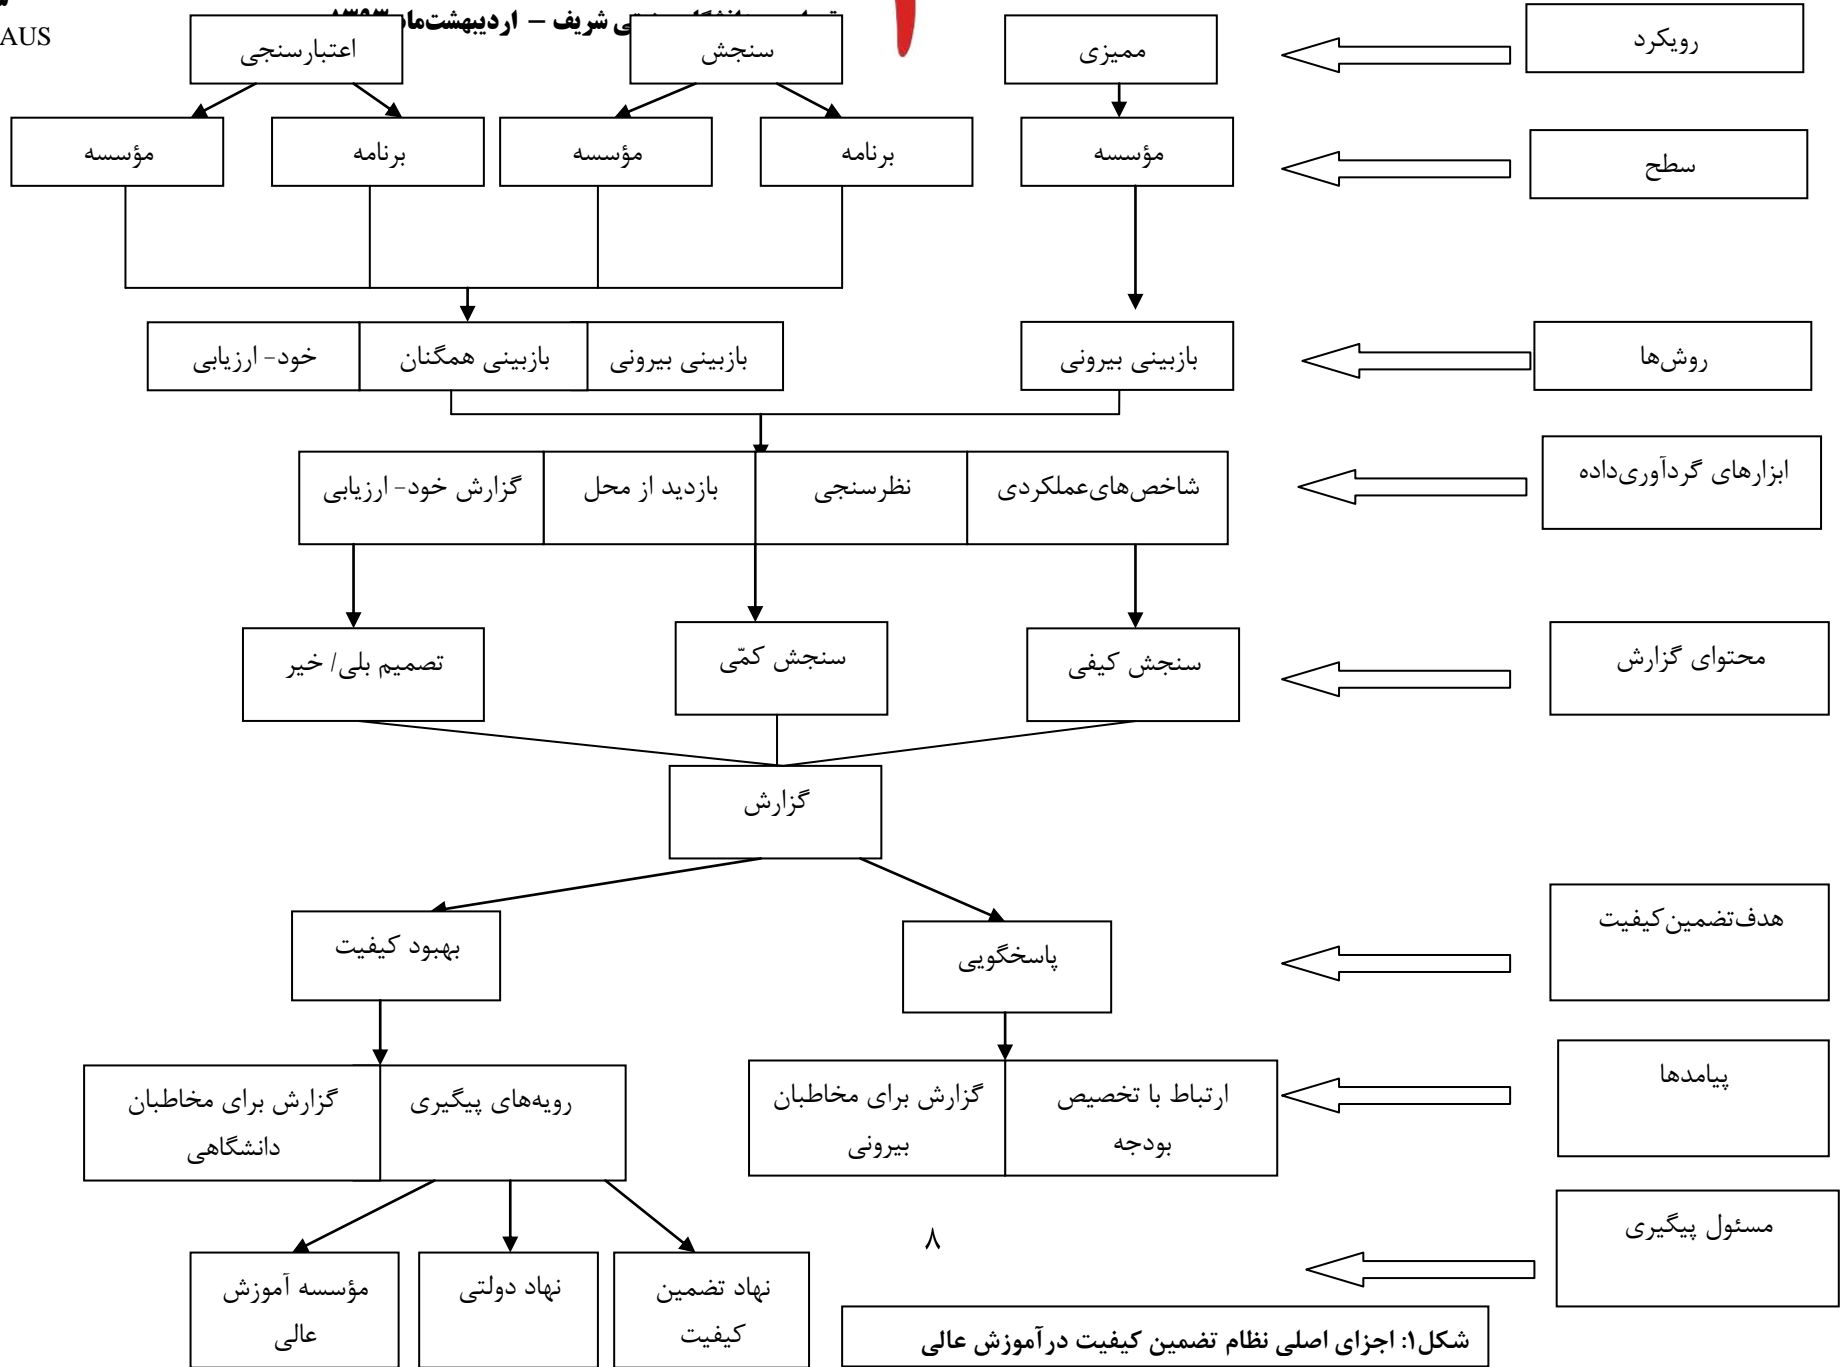 AUS
شریف – اردیبهشت‌ماه
رویکرد
ممیزی
سنجش
اعتبارسنجی
سطح
مؤسسه
برنامه
مؤسسه
برنامه
مؤسسه
روش‌ها
بازبینی بیرونی
بازبینی بیرونی
بازبینی همگنان
خود- ارزیابی
ابزارهای گردآوری‌داده
شاخص‌های‌عملکردی
نظرسنجی
بازدید از محل
گزارش خود- ارزیابی
محتوای گزارش
سنجش کیفی
سنجش کمّی
تصمیم بلی/ خیر
گزارش
هدف‌تضمین‌کیفیت
پاسخگویی
بهبود کیفیت
پیامدها
ارتباط با تخصیص
بودجه
گزارش برای مخاطبان
بیرونی
رویه‌های پیگیری
گزارش برای مخاطبان
دانشگاهی
مسئول پیگیری
نهاد تضمین
کیفیت
نهاد دولتی
مؤسسه آموزش
عالی
۸
شکل۱: اجزای اصلی نظام تضمین کیفیت درآموزش عالی